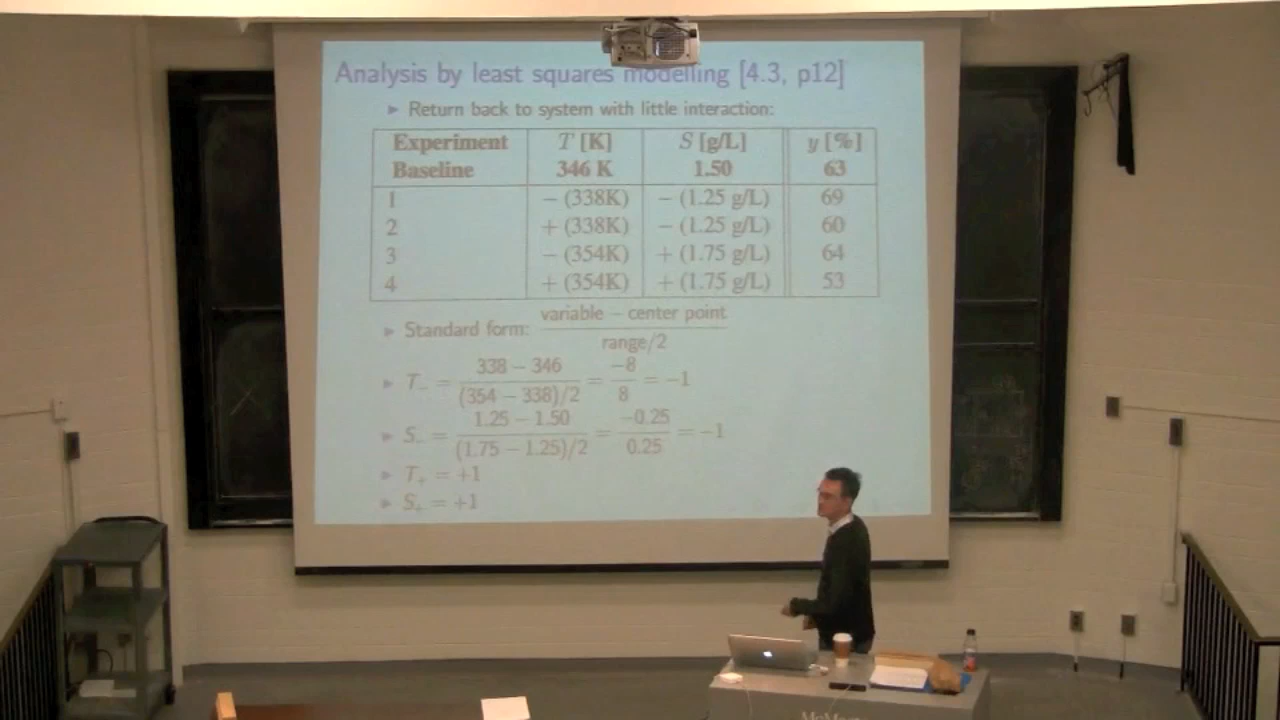 Analysis by least squares modelling [4.3, p12]
► Return back to system with little interaction:
Experiment T [K] S [g/L] y [%]
Baseline 346 K 1.50 63
1 − (338K) − (1.25 g/L) 69
2 + (338K) − (1.25 g/L) 60
3 − (354K) + (1.75 g/L) 64
4 + (354K) + (1.75 g/L) 53
► Standard form: variable − center point / range/2
► T₋ = 338 − 346 / (354 − 338)/2 = −8 / 8 = −1
► S₋ = 1.25 − 1.50 / (1.75 − 1.25)/2 = −0.25 / 0.25 = −1
► T₊ = +1
► S₊ = +1